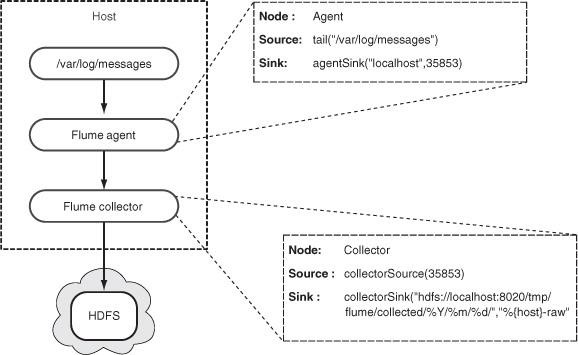 Host
/var/log/messages
Flume agent
Flume collector
HDFS
Node : Agent
Source: tail("/var/log/messages")
Sink: agentSink("localhost",35853)
Node: Collector
Source : collectorSource(35853)
Sink : collectorSink("hdfs://localhost:8020/tmp/
flume/collected/%Y/%m/%d/","%{host}-raw"